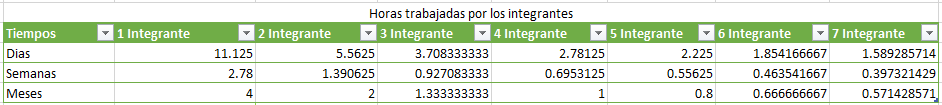 Horas trabajadas por los integrantes
Tiempos 1 Integrante 2 Integrante 3 Integrante 4 Integrante 5 Integrante 6 Integrante 7 Integrante
Dias 11.125 5.5625 3.708333333 2.78125 2.225 1.854166667 1.589285714
Semanas 2.78 1.390625 0.927083333 0.6953125 0.55625 0.463541667 0.397321429
Meses 4 2 1.333333333 1 0.8 0.666666667 0.571428571